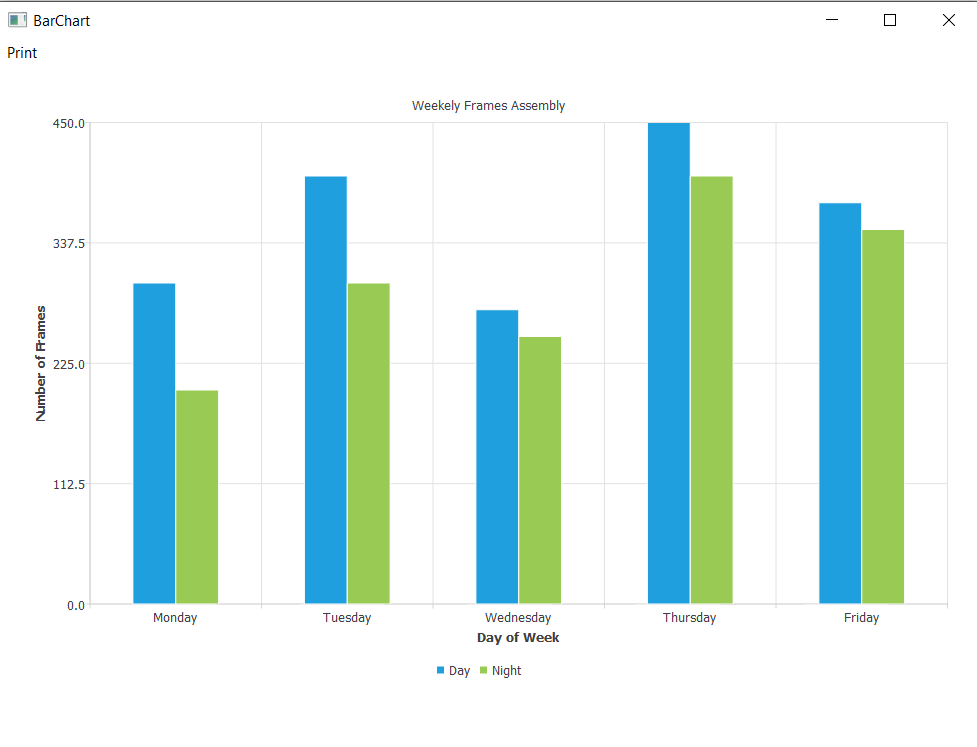 BarChart
Print
Weekely Frames Assembly
450.0
337.5
225.0
112.5
0.0
Number of Frames
Monday Tuesday Wednesday Thursday Friday
Day of Week
Day Night